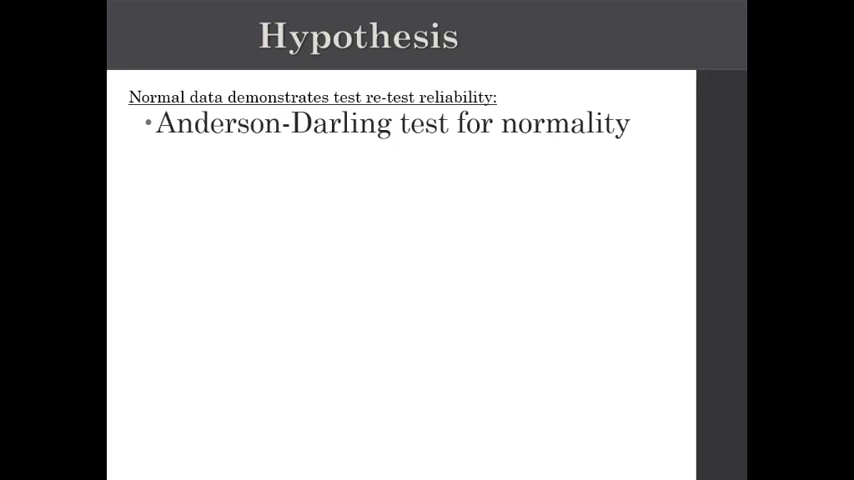 Hypothesis
Normal data demonstrates test re-test reliability:
•Anderson-Darling test for normality